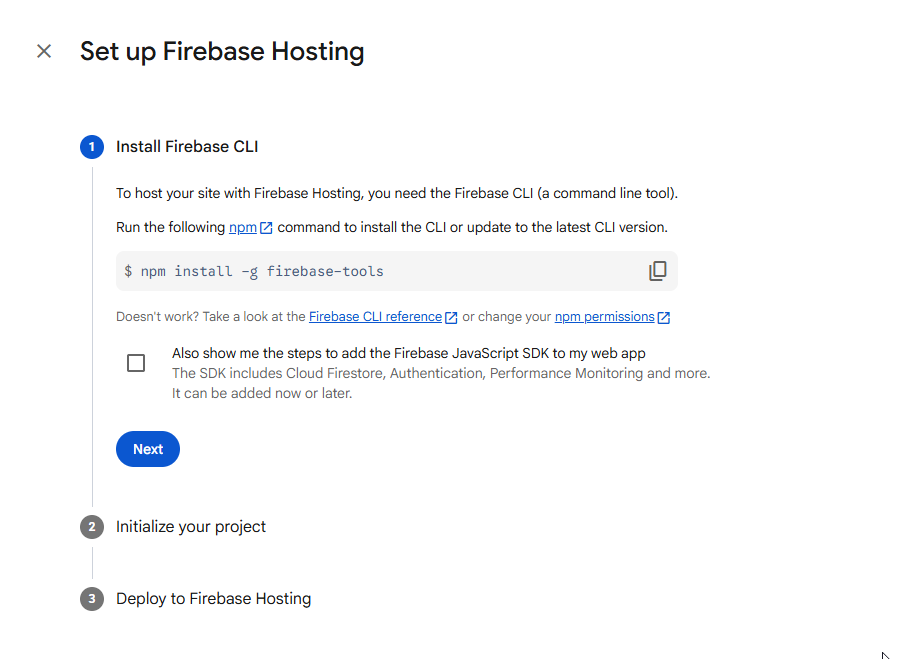 Set up Firebase Hosting
1
Install Firebase CLI
To host your site with Firebase Hosting, you need the Firebase CLI (a command line tool).
Run the following npm command to install the CLI or update to the latest CLI version.
$ npm install -g firebase-tools
Doesn't work? Take a look at the Firebase CLI reference or change your npm permissions
Also show me the steps to add the Firebase JavaScript SDK to my web app
The SDK includes Cloud Firestore, Authentication, Performance Monitoring and more.
It can be added now or later.
Next
2
Initialize your project
3
Deploy to Firebase Hosting